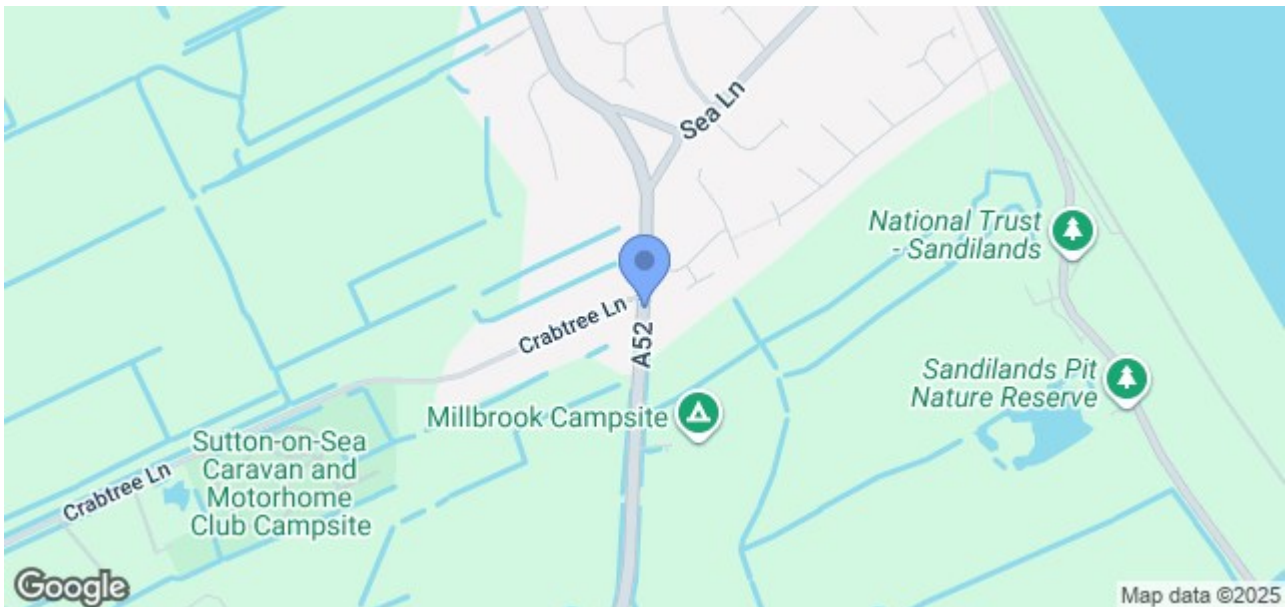 Sea Ln
National Trust
- Sandilands
Crabtree Ln
A52
Sandilands Pit
Nature Reserve
Millbrook Campsite
Sutton-on-Sea
Caravan and
Motorhome
Club Campsite
Crabtree Ln
Google
Map data ©2025